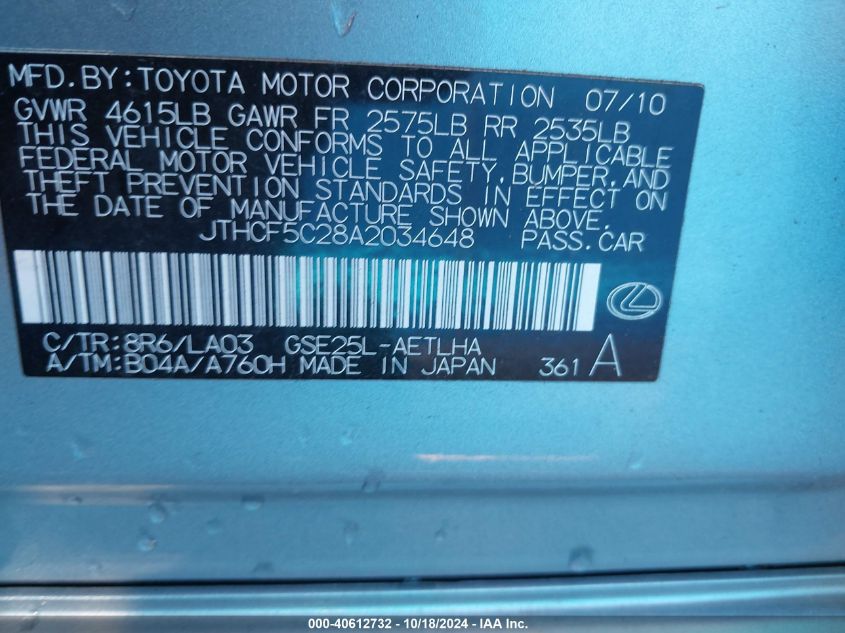 MFD. BY: TOYOTA MOTOR CORPORATION 07/10
GVWR 4615LB GAWR FR 2575LB RR 2535LB
THIS VEHICLE CONFORMS TO ALL APPLICABLE
FEDERAL MOTOR VEHICLE SAFETY, BUMPER, AND
THEFT PREVENTION STANDARDS IN EFFECT ON
THE DATE OF MANUFACTURE SHOWN ABOVE.
JTHCF5C28A2034648 PASS. CAR
C/TR: 8R6/LA03 GSE25L-AETLHA
A/TM: B04A/A760H MADE IN JAPAN 361 A
000-40612732 - 10/18/2024 - IAA Inc.